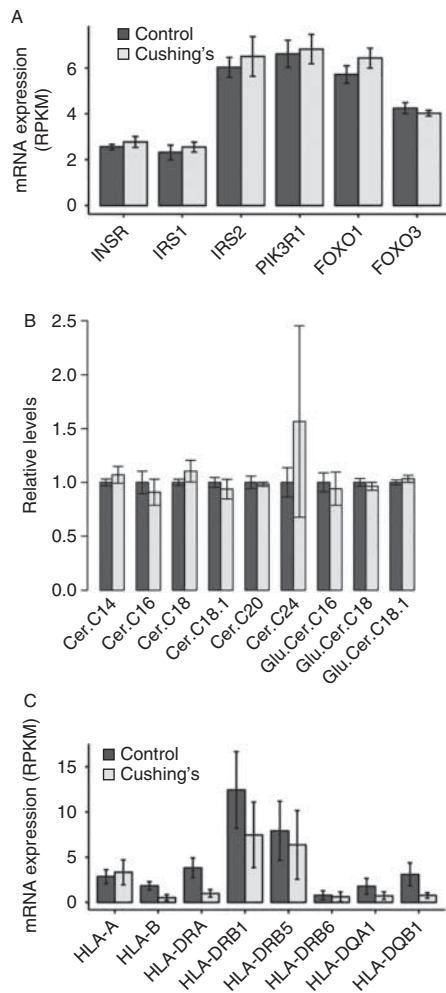 A
Control
Cushing's
mRNA expression
(RPKM)
6
4
2
0
INSR
IRS1
IRS2
PIK3R1
FOXO1
FOXO3
B
2.5
2.0
1.5
1.0
0.5
0.0
Relative levels
Cer.C14
Cer.C16
Cer.C18
Cer.C18.1
Cer.C20
Cer.C24
Glu.Cer.C16
Glu.Cer.C18
Glu.Cer.C18.1
C
Control
Cushing's
mRNA expression (RPKM)
15
10
5
0
HLA-A
HLA-B
HLA-DRA
HLA-DRB1
HLA-DRB5
HLA-DRB6
HLA-DQA1
HLA-DQB1